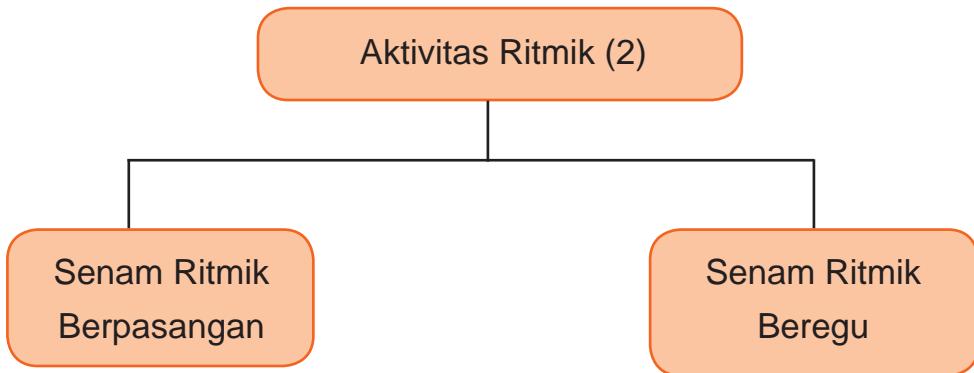 Aktivitas Ritmik (2)
Senam Ritmik
Berpasangan
Senam Ritmik
Beregu